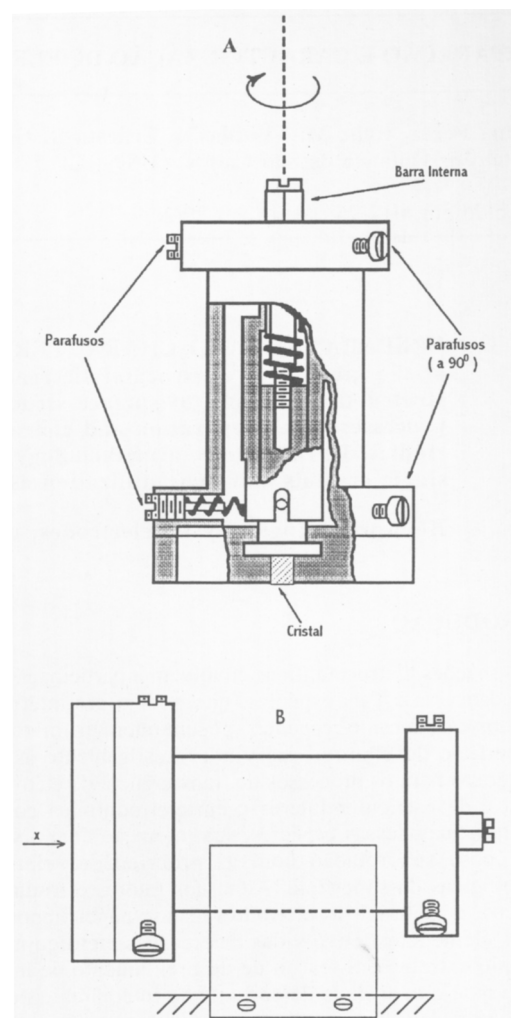 A
Barra Interna
Parafusos
Parafusos
( a 90⁰ )
Cristal
B
x